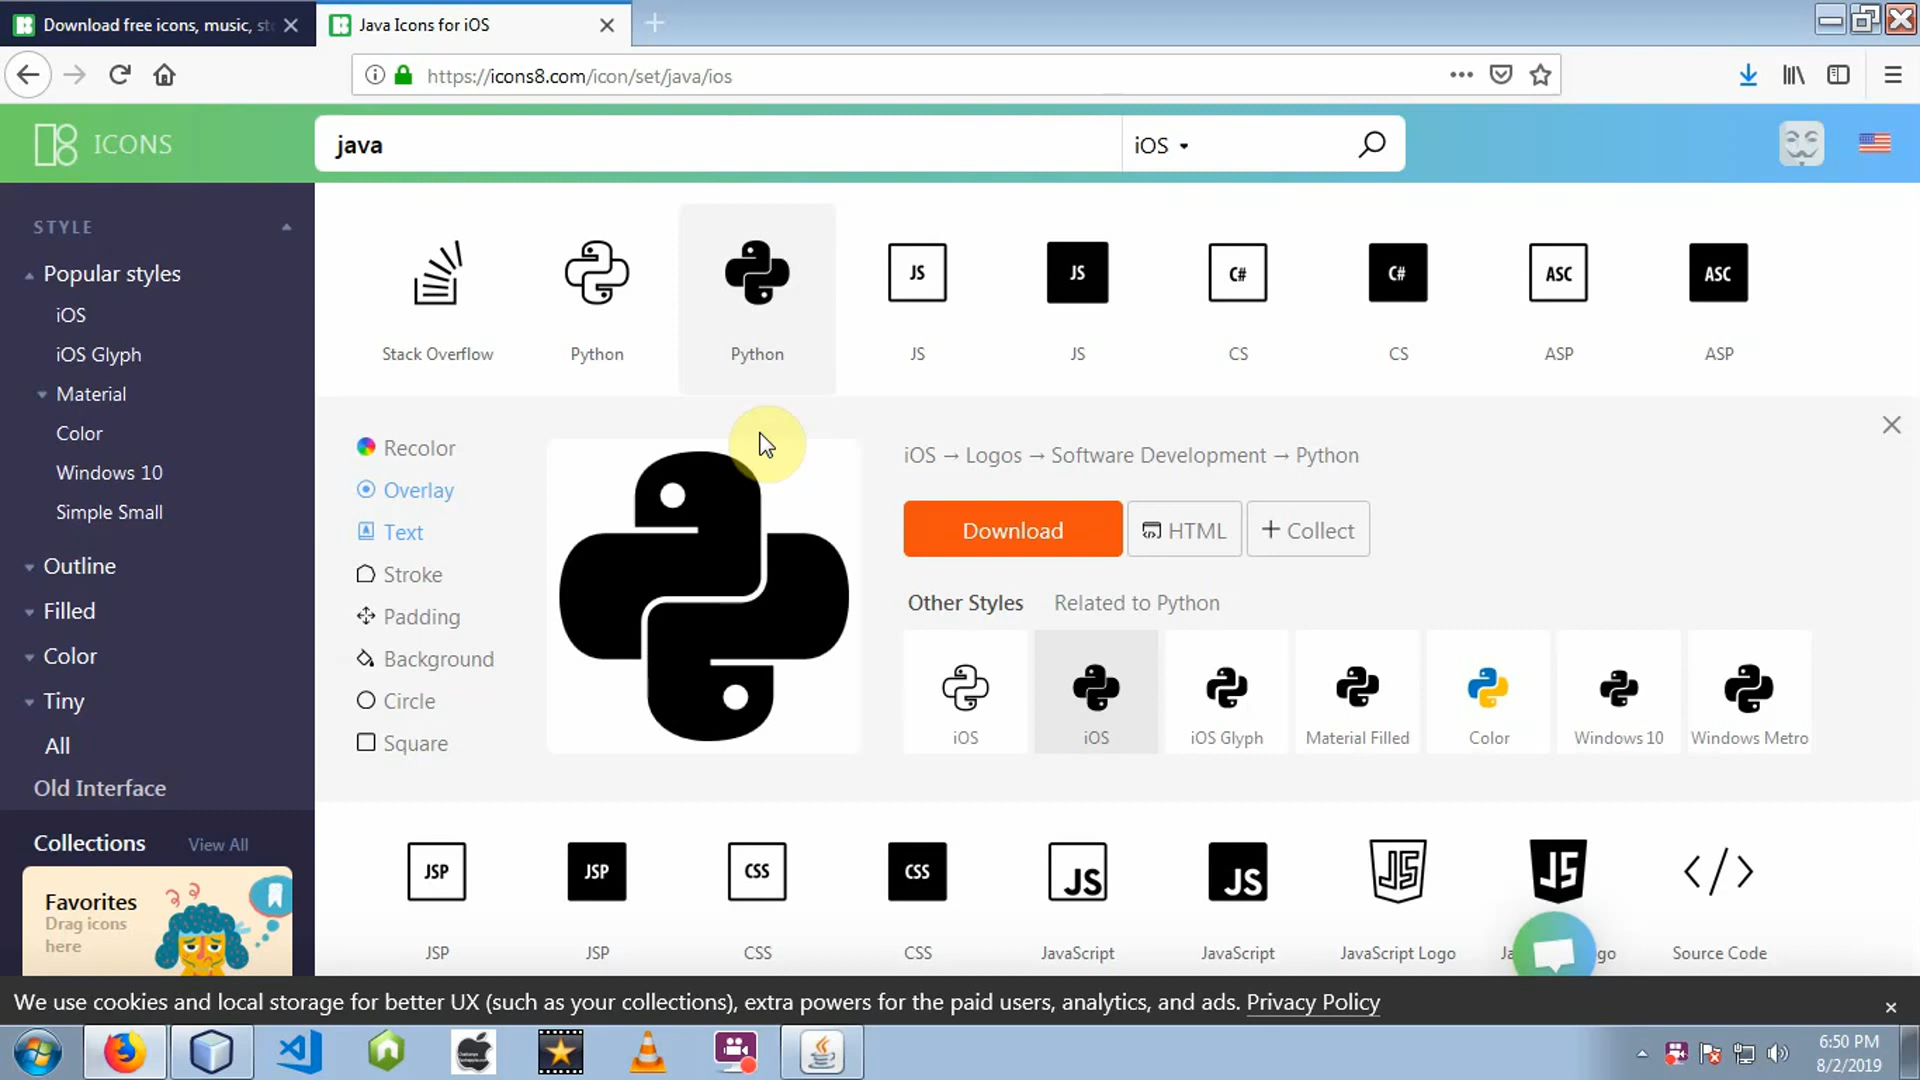 Download free icons, music, sto
Java Icons for iOS
https://icons8.com/icon/set/java/ios
ICONS
java
iOS
STYLE
Popular styles
iOS
iOS Glyph
Material
Color
Windows 10
Simple Small
Outline
Filled
Color
Tiny
All
Old Interface
Collections
View All
Favorites
Drag icons
here
JS
JS
C#
C#
ASC
ASC
Stack Overflow
Python
Python
JS
JS
CS
CS
ASP
ASP
Recolor
Overlay
Text
Stroke
Padding
Background
Circle
Square
iOS → Logos → Software Development → Python
Download
HTML
+ Collect
Other Styles
Related to Python
iOS
iOS
iOS Glyph
Material Filled
Color
Windows 10
Windows Metro
JSP
JSP
CSS
CSS
JS
JS
JS
JS
</>
JSP
JSP
CSS
CSS
JavaScript
JavaScript
JavaScript Logo
Source Code
We use cookies and local storage for better UX (such as your collections), extra powers for the paid users, analytics, and ads. Privacy Policy
6:50 PM
8/2/2019